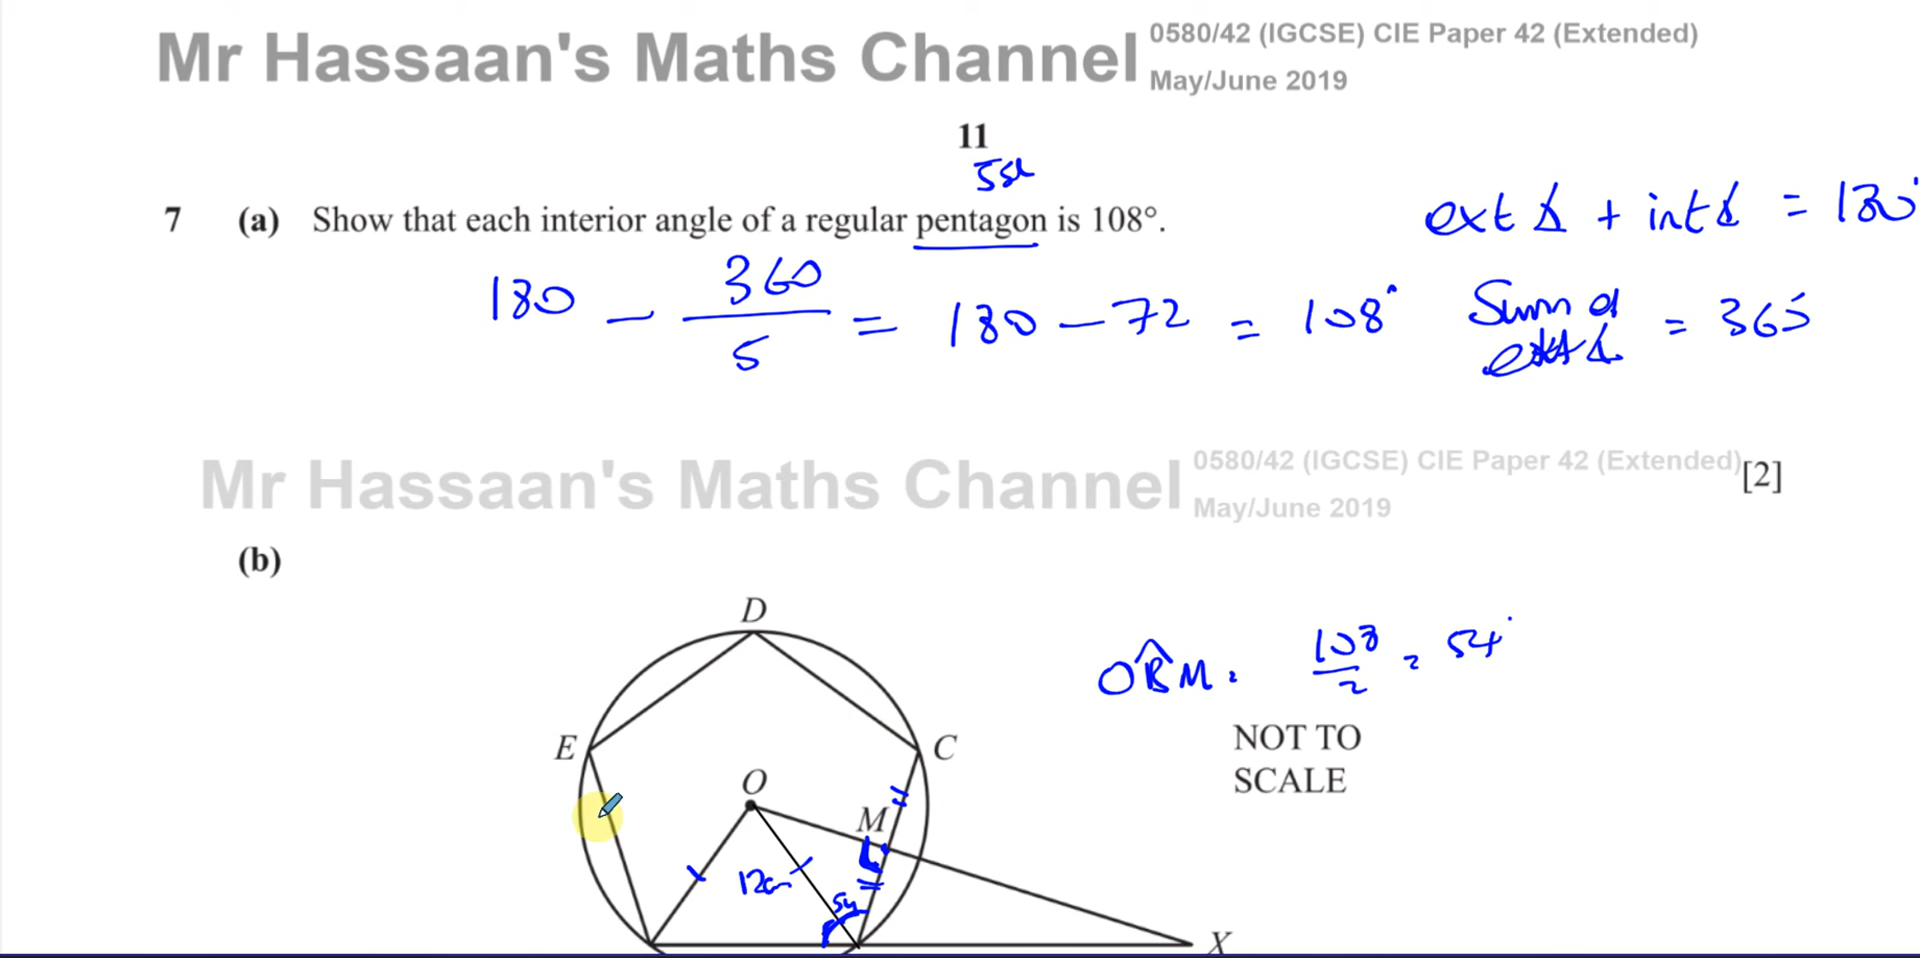 Mr Hassaan's Maths Channel 0580/42 (IGCSE) CIE Paper 42 (Extended)
May/June 2019
11
7 (a) Show that each interior angle of a regular pentagon is 108°.
ext + int = 180°
180 - 360/5 = 180 - 72 = 108°
Sum of ext = 360
Mr Hassaan's Maths Channel 0580/42 (IGCSE) CIE Paper 42 (Extended)
May/June 2019
[2]
(b)
D
OB̂M = 108/2 = 54°
NOT TO
SCALE
E
C
O
M
12cm
54
X